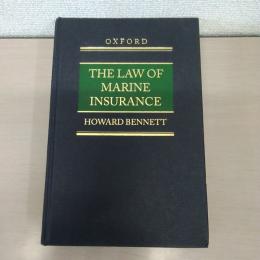 OXFORD
THE LAW OF
MARINE
INSURANCE
HOWARD BENNETT